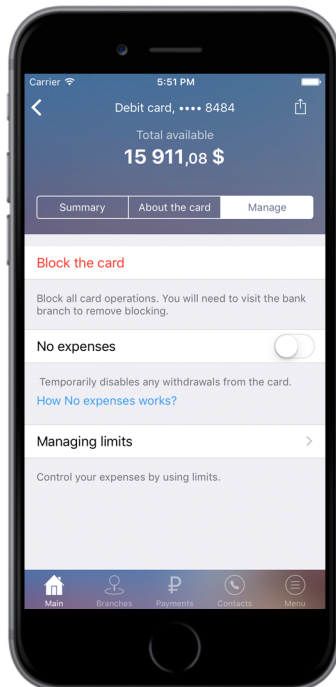 Carrier 5:51 PM
Debit card, •••• 8484
Total available
15 911,08 $
Summary About the card Manage
Block the card
Block all card operations. You will need to visit the bank
branch to remove blocking.
No expenses
Temporarily disables any withdrawals from the card.
How No expenses works?
Managing limits
Control your expenses by using limits.
Main Branches Payments Contacts Menu